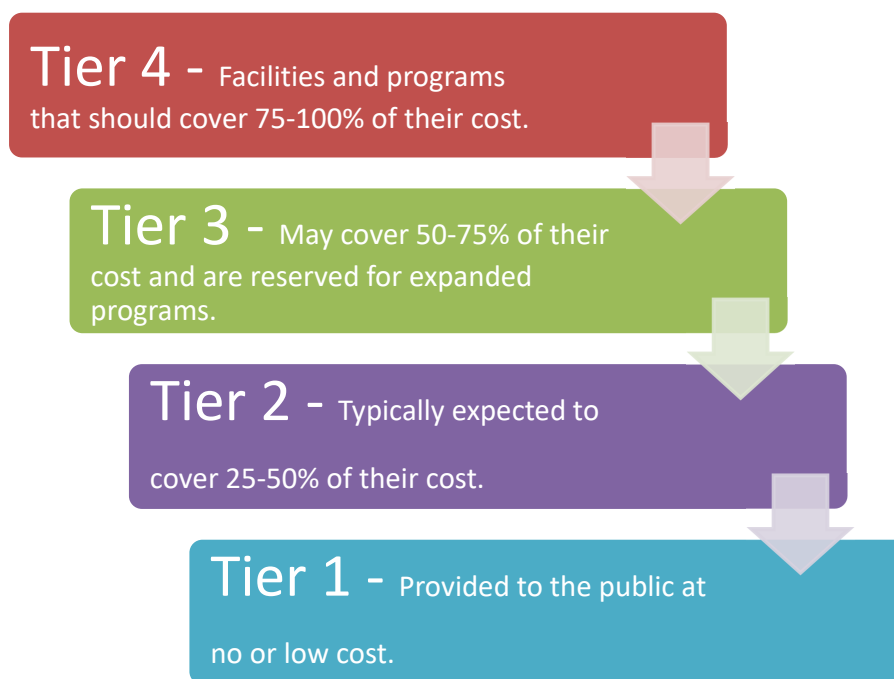 Tier 4 - Facilities and programs
that should cover 75-100% of their cost.
Tier 3 - May cover 50-75% of their
cost and are reserved for expanded
programs.
Tier 2 - Typically expected to
cover 25-50% of their cost.
Tier 1 - Provided to the public at
no or low cost.